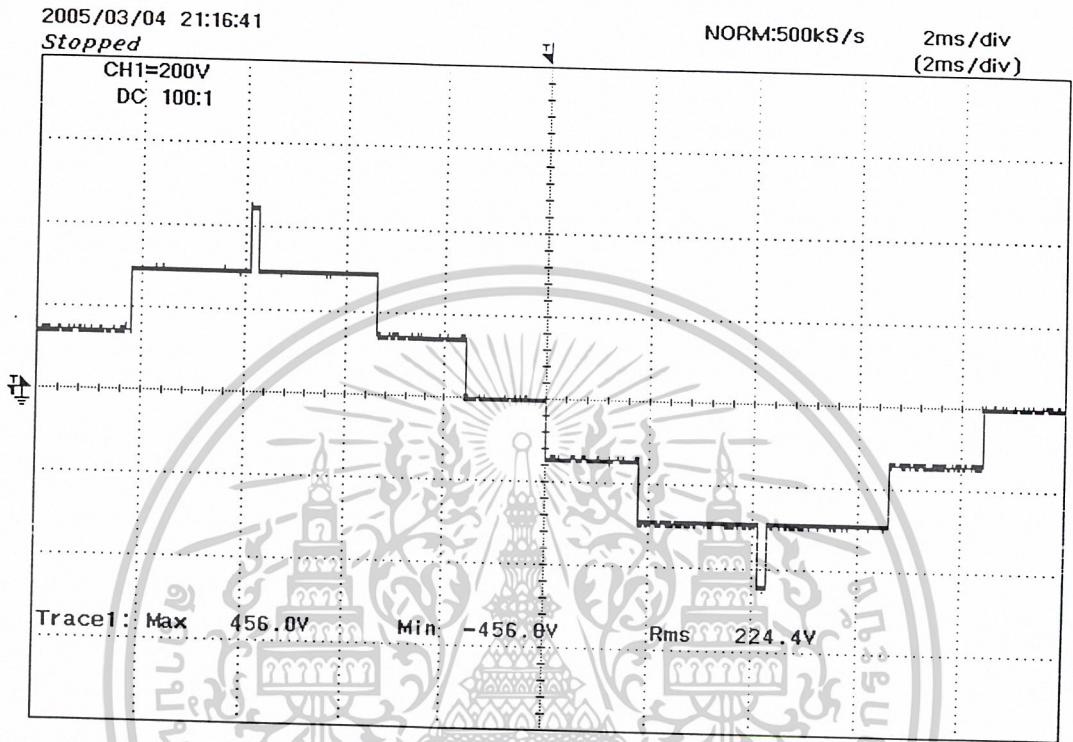 2005/03/04 21:16:41
Stopped
NORM:500kS/s
2ms/div
(2ms/div)
CH1=200V
DC 100:1
T
T
Trace1: Max 456.0V Min -456.0V Rms 224.4V